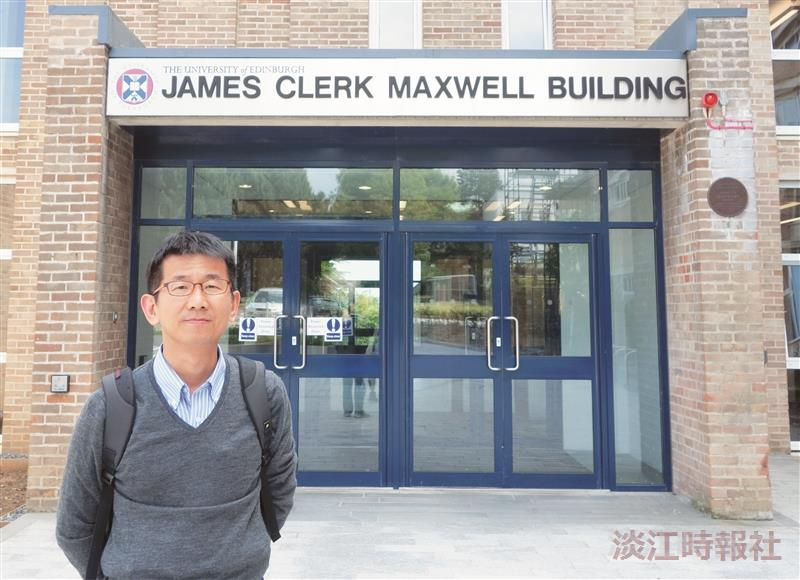 THE UNIVERSITY of EDINBURGH
JAMES CLERK MAXWELL BUILDING
淡江時報社